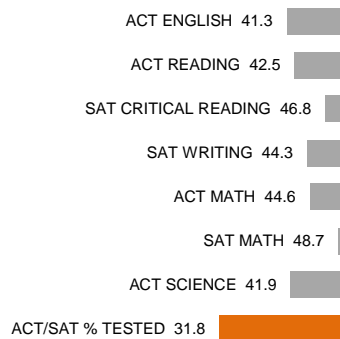 ACT ENGLISH 41.3
ACT READING 42.5
SAT CRITICAL READING 46.8
SAT WRITING 44.3
ACT MATH 44.6
SAT MATH 48.7
ACT SCIENCE 41.9
ACT/SAT % TESTED 31.8